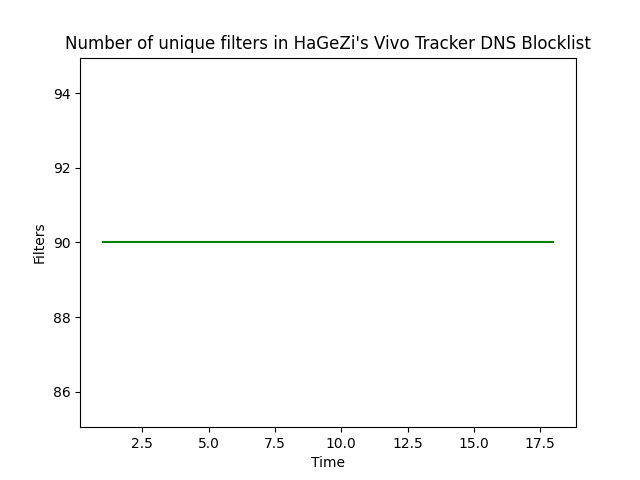 Number of unique filters in HaGeZi's Vivo Tracker DNS Blocklist
94
92
90
88
86
Filters
2.5 5.0 7.5 10.0 12.5 15.0 17.5
Time